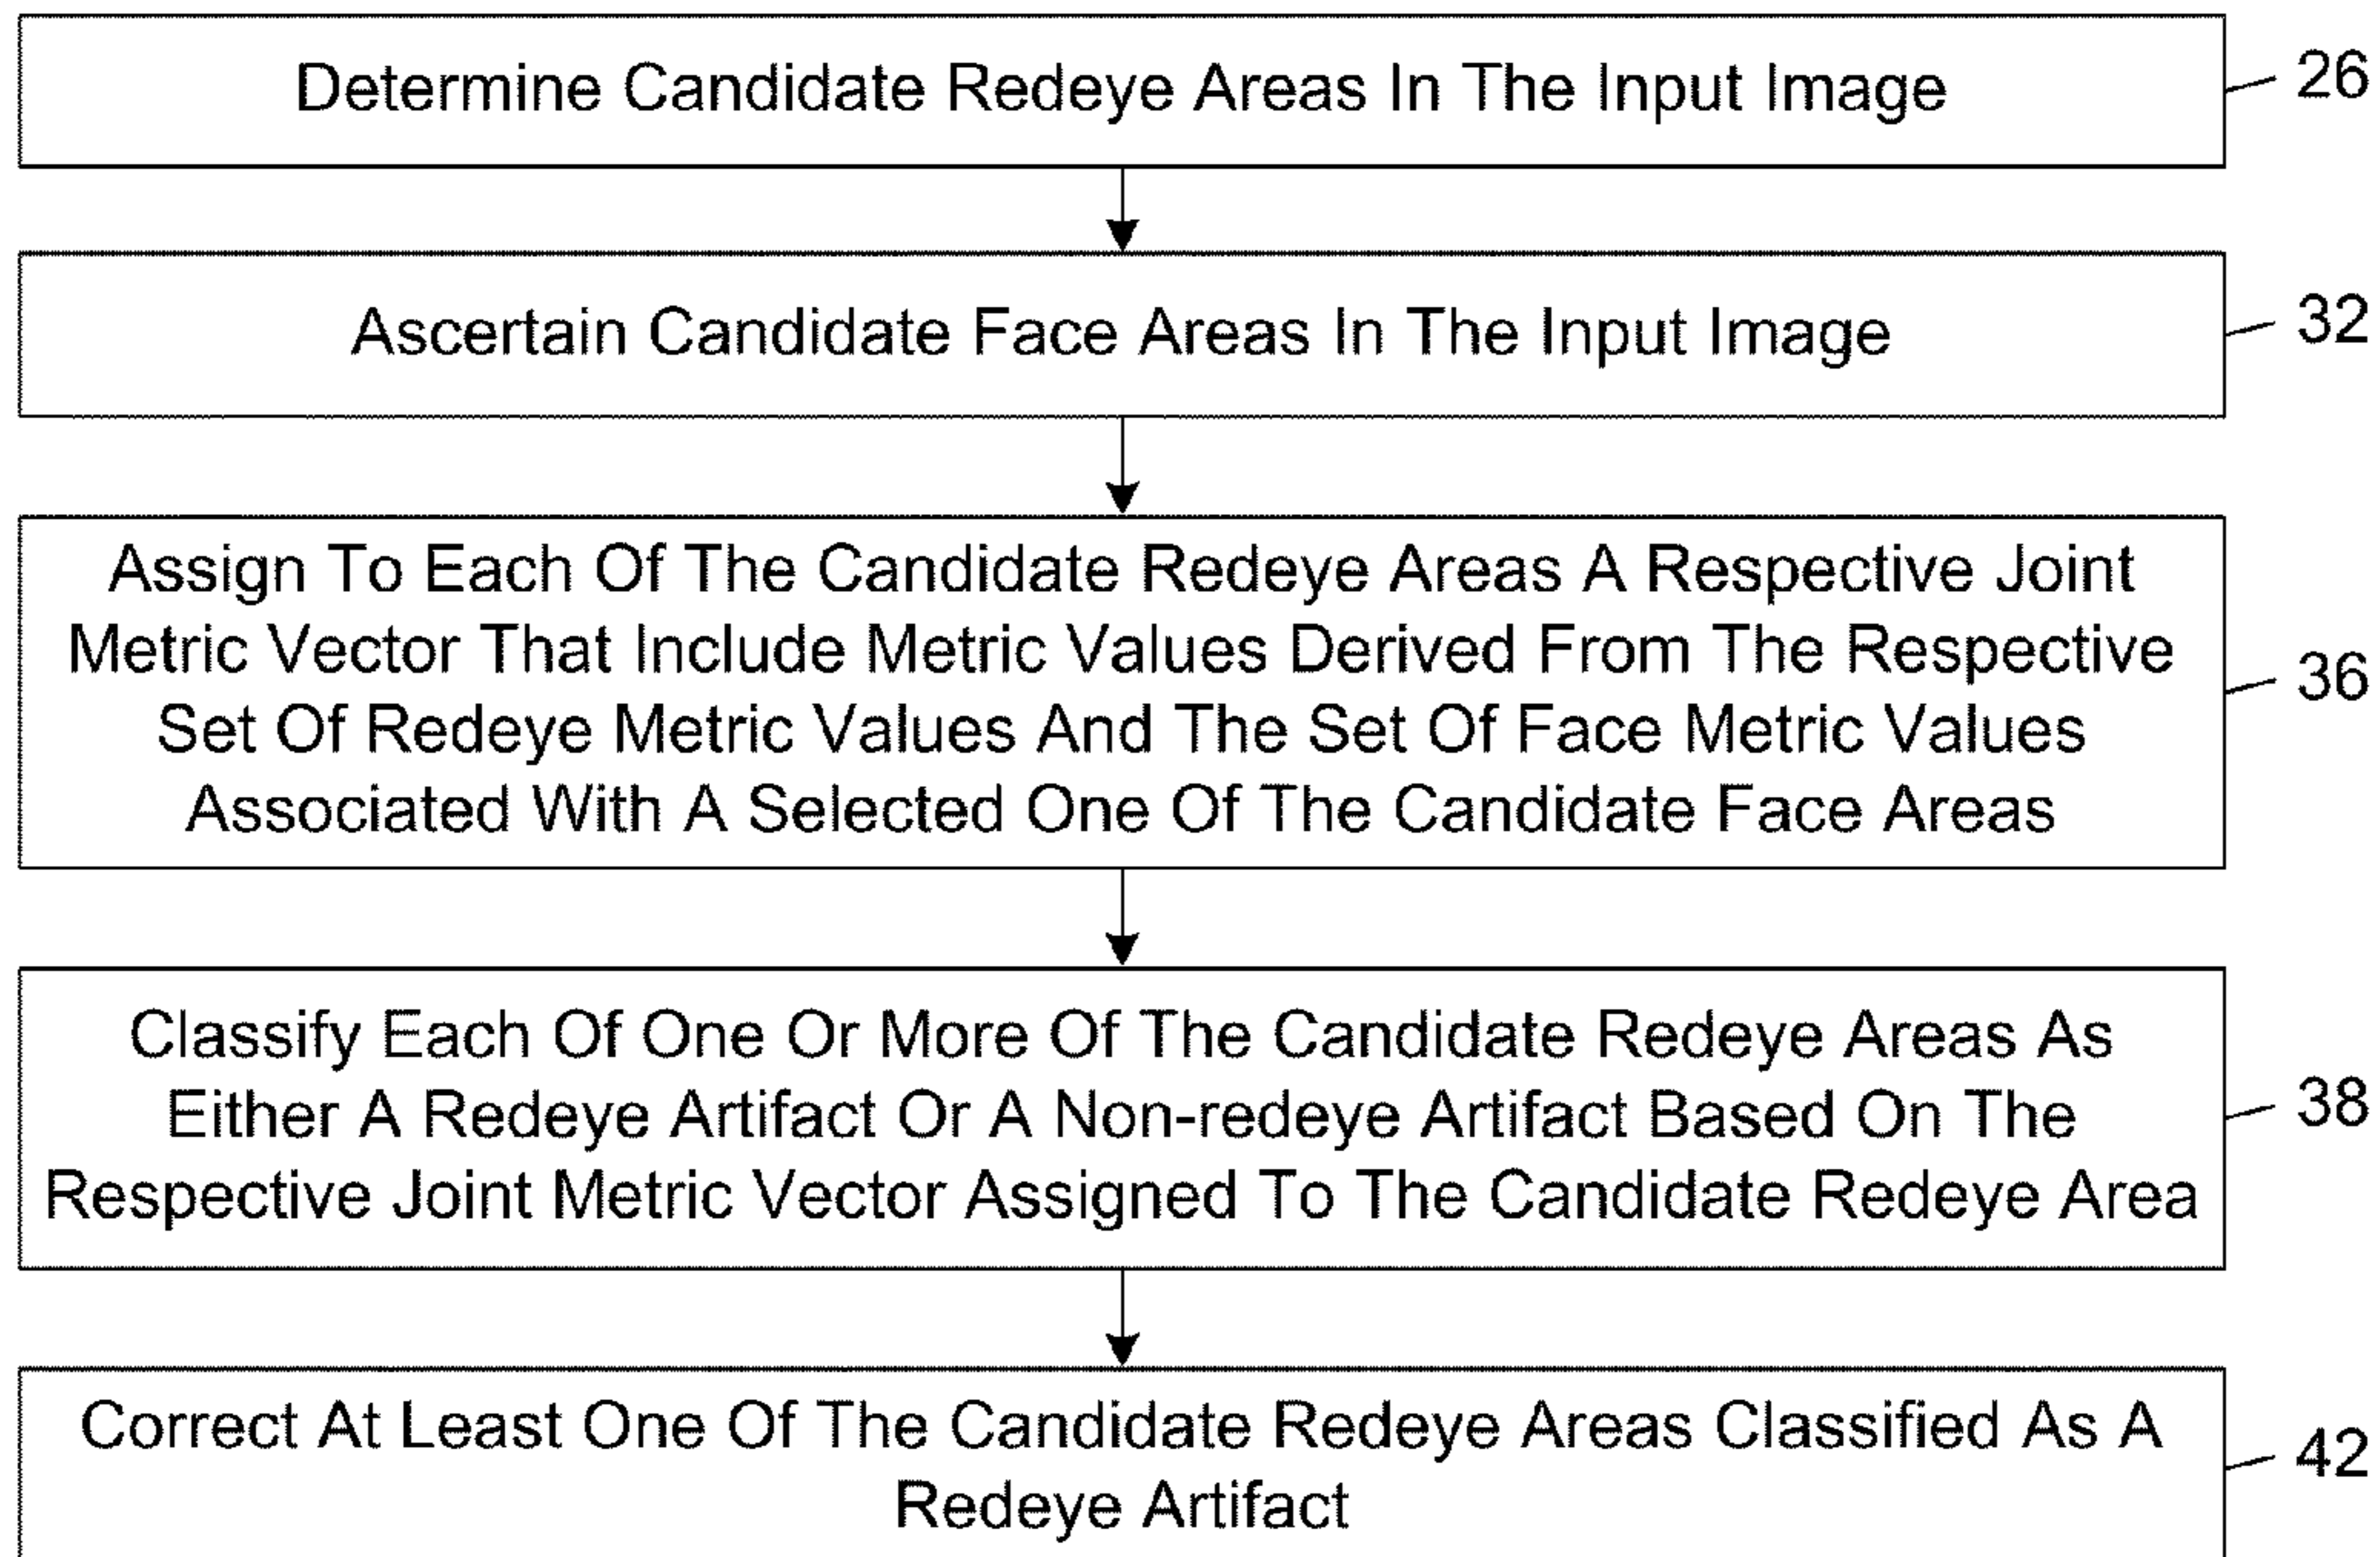 Determine Candidate Redeye Areas In The Input Image
26
Ascertain Candidate Face Areas In The Input Image
32
Assign To Each Of The Candidate Redeye Areas A Respective Joint
Metric Vector That Include Metric Values Derived From The Respective
Set Of Redeye Metric Values And The Set Of Face Metric Values
Associated With A Selected One Of The Candidate Face Areas
36
Classify Each Of One Or More Of The Candidate Redeye Areas As
Either A Redeye Artifact Or A Non-redeye Artifact Based On The
Respective Joint Metric Vector Assigned To The Candidate Redeye Area
38
Correct At Least One Of The Candidate Redeye Areas Classified As A
Redeye Artifact
42